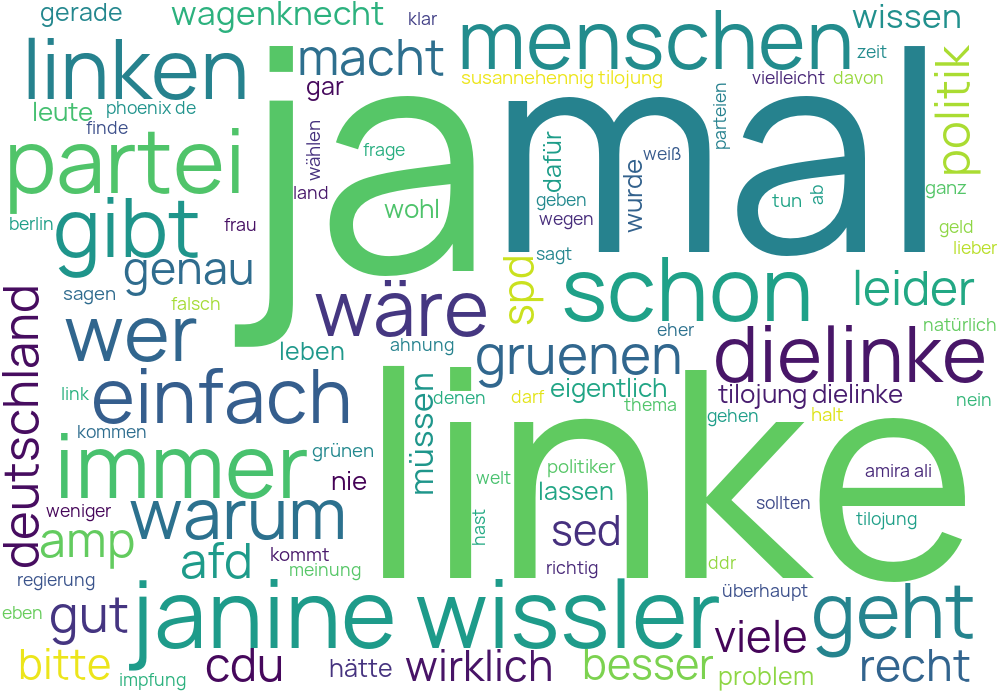 gerade
wagenknecht
klar
menschen
wissen
linken
ja
macht
mal
zeit
susannehennig tilojung
vielleicht
davon
gar
politik
leute
phoenix de
finde
parteien
partei
wählen
frage
dafür
weiß
wurde
land
wohl
geben
tun
ab
ganz
berlin
gibt
frau
wegen
geld
lieber
genau
sagt
spd
schon
leider
sagen
falsch
deutschland
wäre
wer
eher
natürlich
leben
ahnung
gruenen
dielinke
link
einfach
müssen
denen
linke
eigentlich
darf
thema
tilojung dielinke
gehen
halt
nein
kommen
immer
grünen
nie
welt
politiker
lassen
amira ali
weniger
warum
hast
sollten
tilojung
amp
afd
kommt
sed
meinung
richtig
ddr
regierung
überhaupt
eben
gut
janine wissler
viele
geht
bitte
impfung
cdu
hätte
wirklich
besser
problem
recht